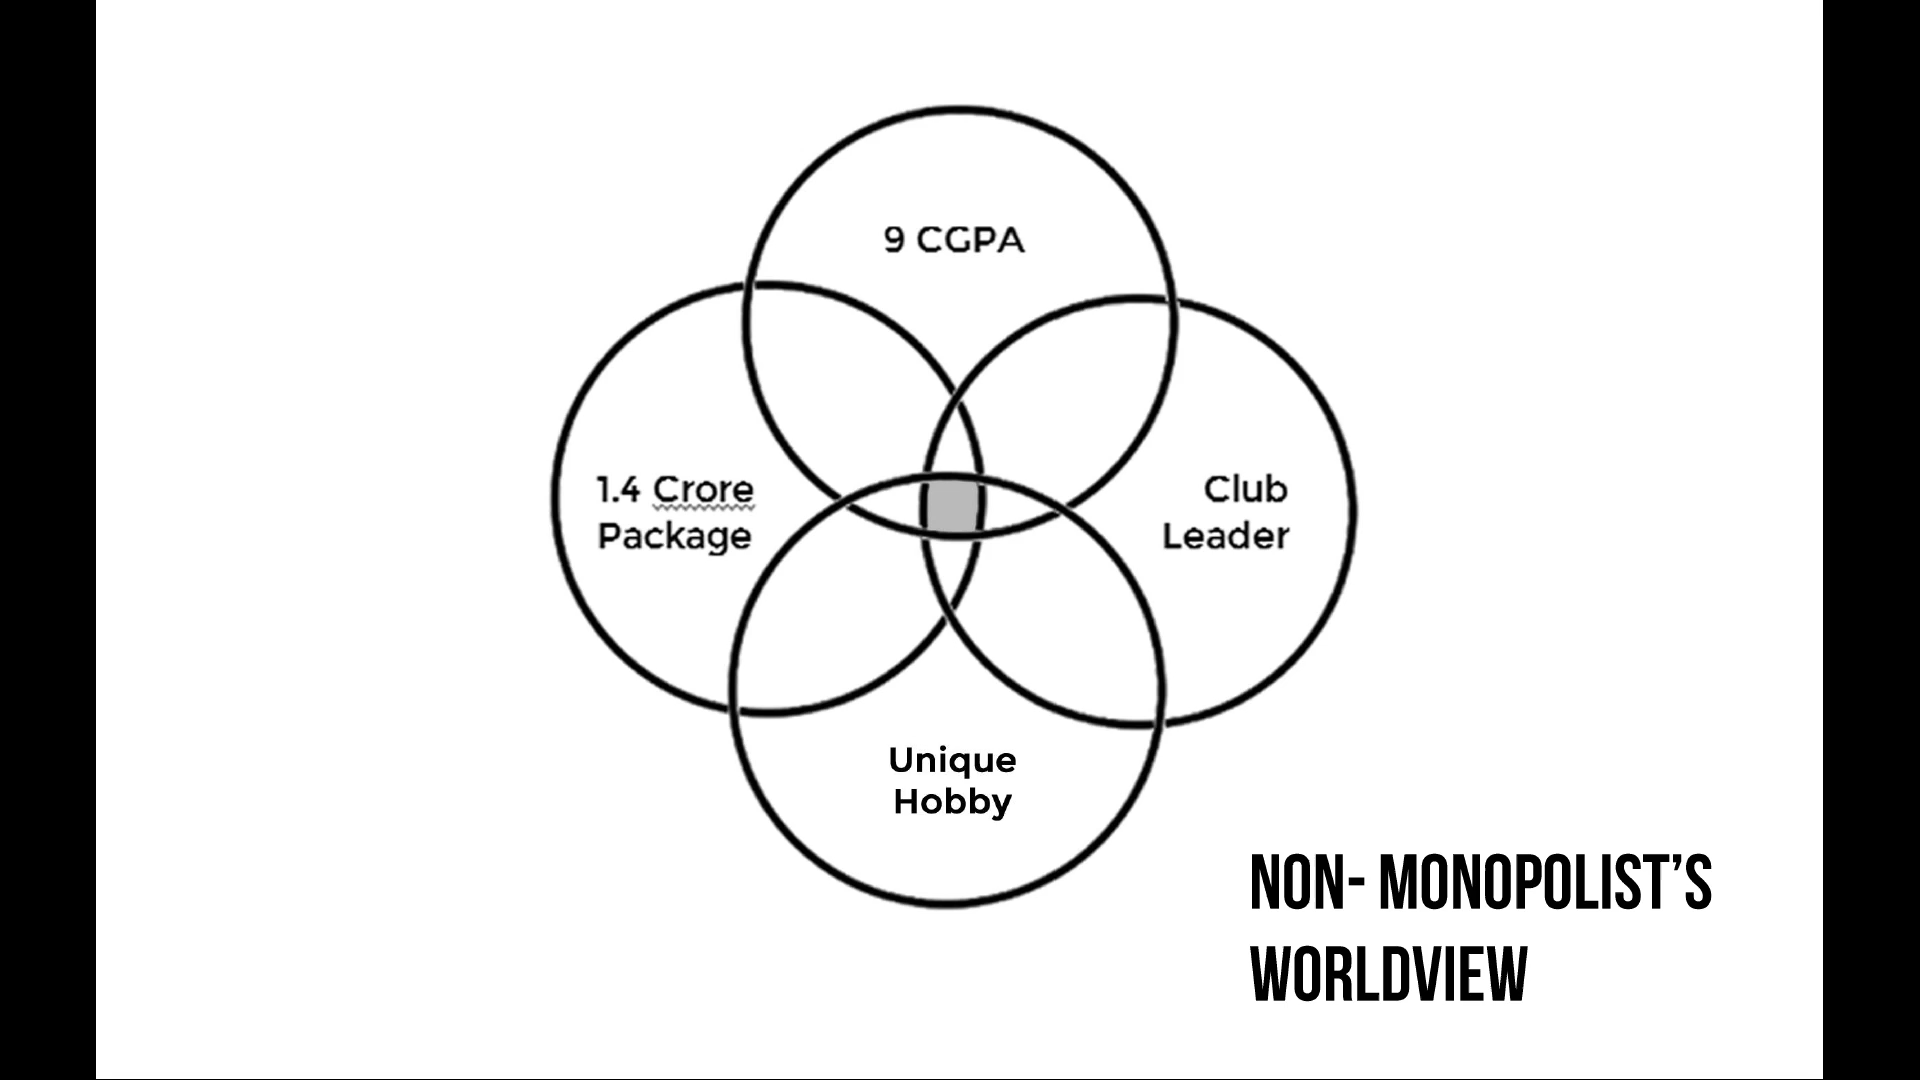 9 CGPA
1.4 Crore
Package
Club
Leader
Unique
Hobby
NON- MONOPOLIST'S
WORLDVIEW